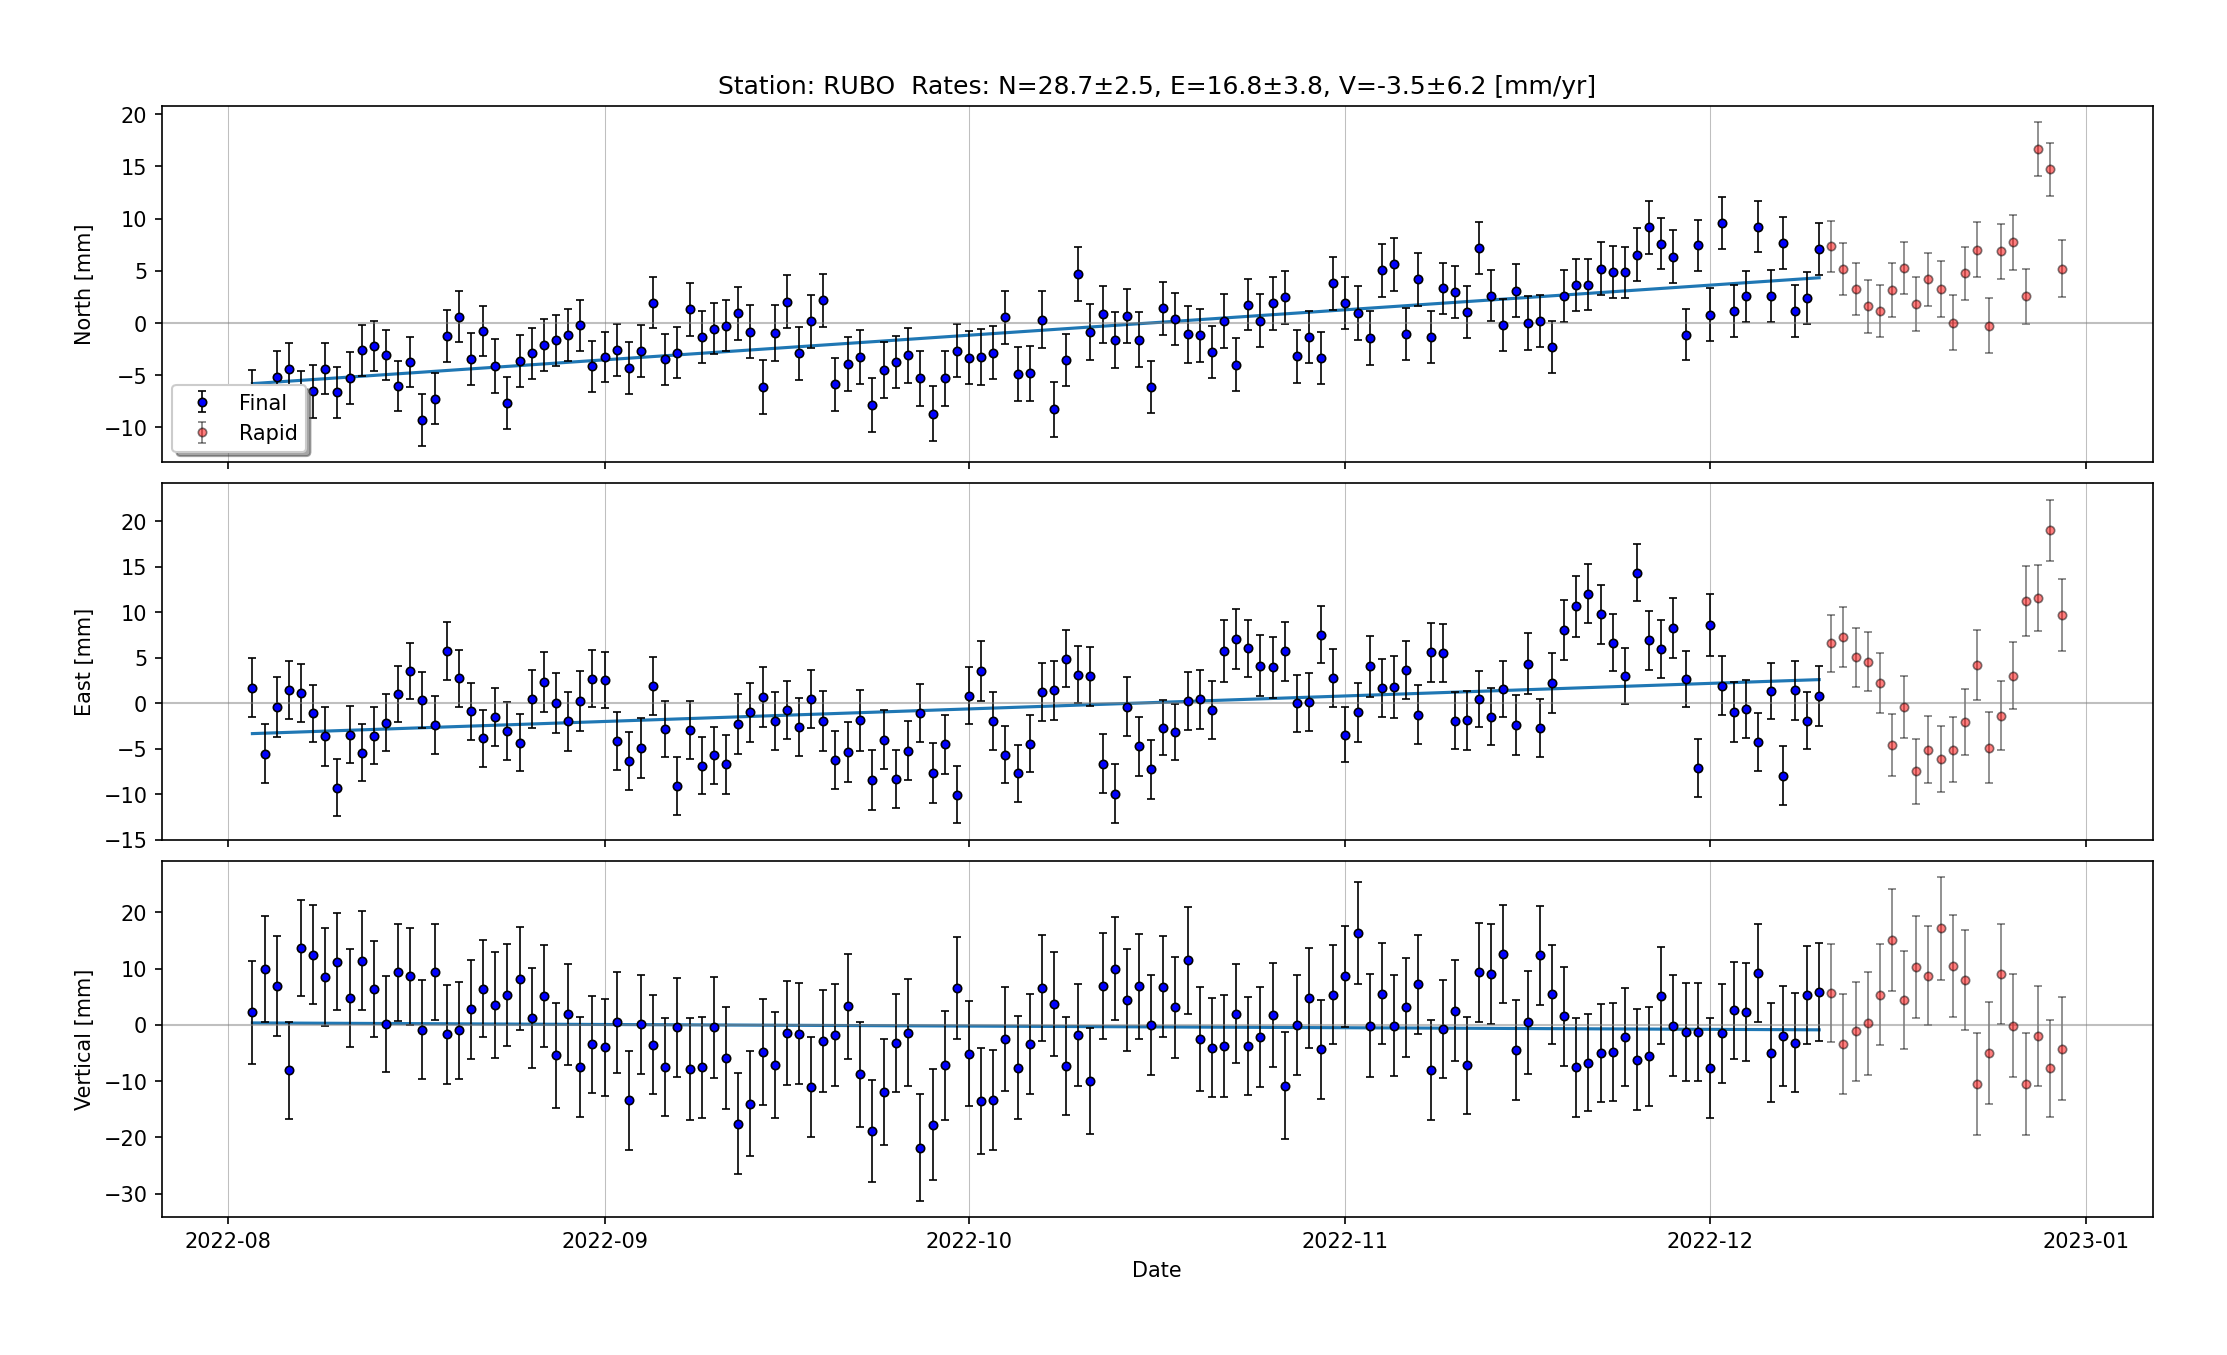 Station: RUBO  Rates: N=28.7±2.5, E=16.8±3.8, V=-3.5±6.2 [mm/yr]
20
15
10
5
0
−5
−10
North [mm]
Final
Rapid
20
15
10
5
0
−5
−10
−15
East [mm]
20
10
0
−10
−20
−30
Vertical [mm]
2022-08 2022-09 2022-10 2022-11 2022-12 2023-01
Date